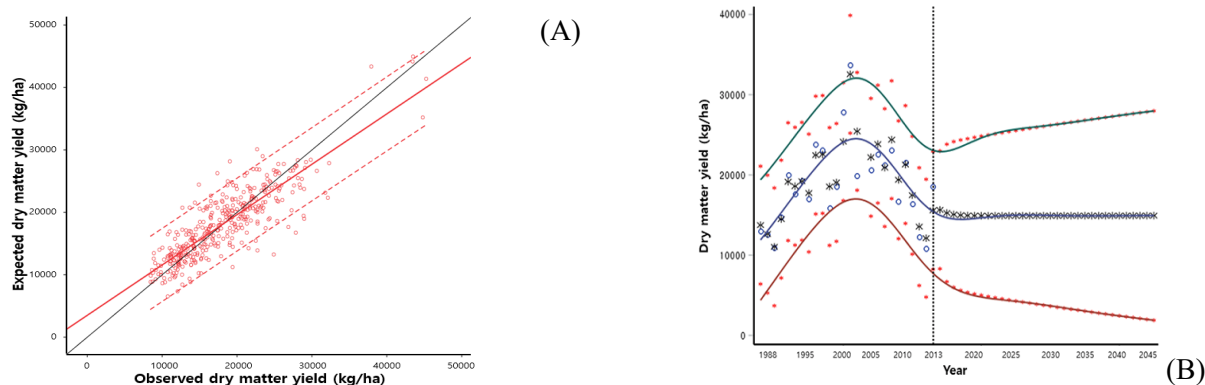 50000
40000
30000
20000
10000
0
Expected dry matter yield (kg/ha)
0 10000 20000 30000 40000 50000
Observed dry matter yield (kg/ha)
(A)
40000
30000
20000
10000
0
Dry matter yield (kg/ha)
1988 1995 2000 2005 2010 2013 2020 2025 2030 2035 2040 2045
Year
(B)